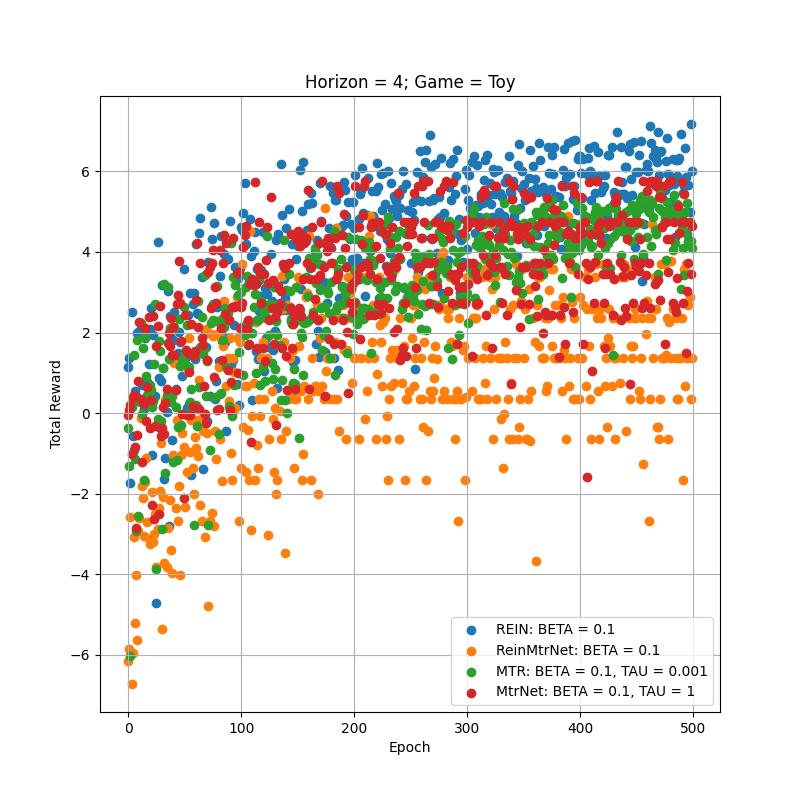 Horizon = 4; Game = Toy
Total Reward
6
4
2
0
−2
−4
−6
0 100 200 300 400 500
Epoch
REIN: BETA = 0.1
ReinMtrNet: BETA = 0.1
MTR: BETA = 0.1, TAU = 0.001
MtrNet: BETA = 0.1, TAU = 1